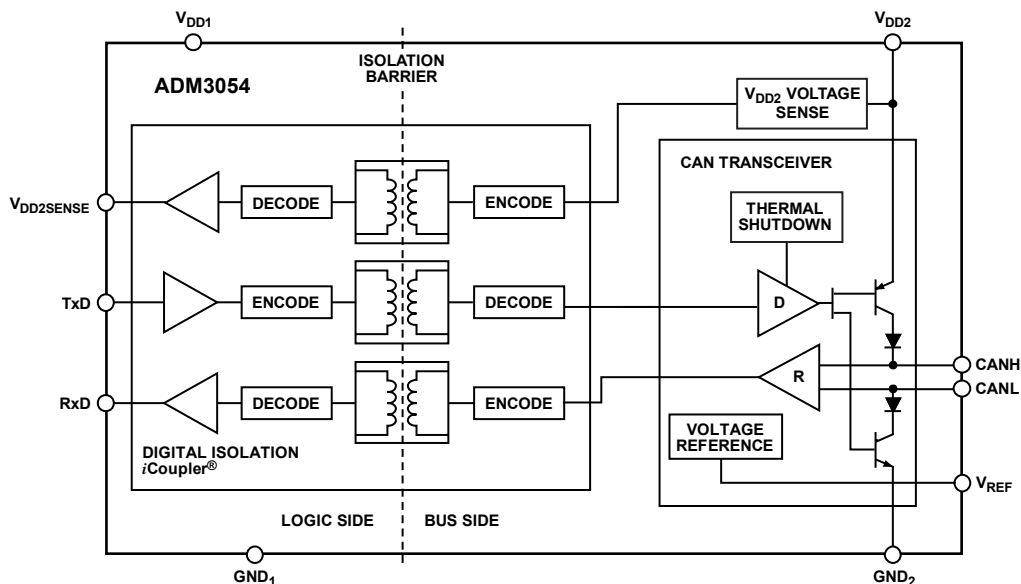 VDD1
VDD2
ADM3054
ISOLATION
BARRIER
VDD2 VOLTAGE
SENSE
CAN TRANSCEIVER
VDD2SENSE
DECODE
ENCODE
THERMAL
SHUTDOWN
TxD
ENCODE
DECODE
D
CANH
CANL
R
RxD
DECODE
ENCODE
VOLTAGE
REFERENCE
DIGITAL ISOLATION
iCoupler®
VREF
LOGIC SIDE
BUS SIDE
GND1
GND2